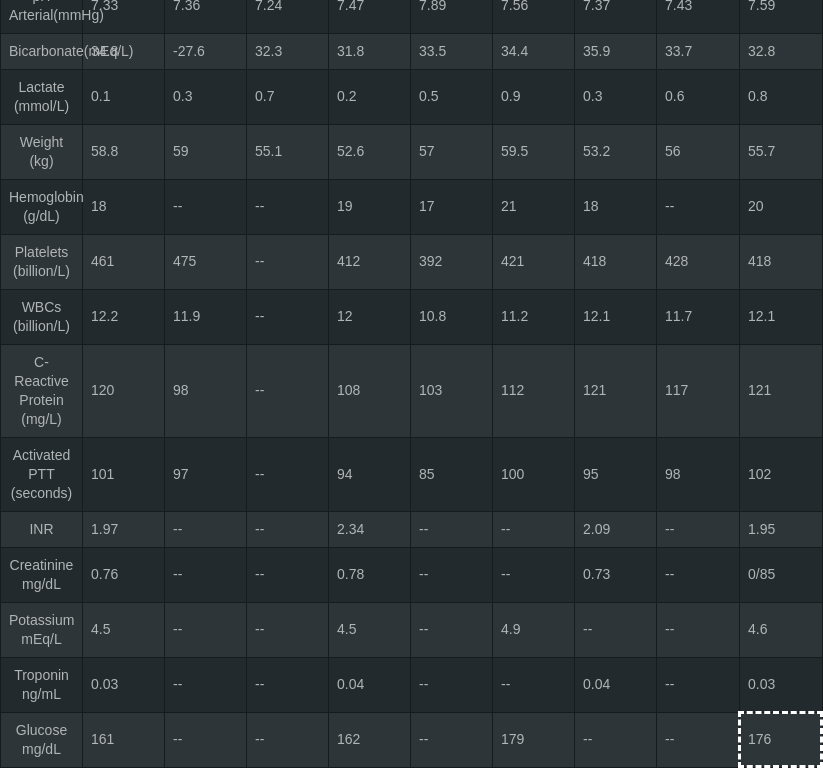 Arterial(mmHg) 7.33 7.36 7.24 7.47 7.89 7.56 7.37 7.43 7.59
Bicarbonate(mEq/L) -27.6 32.3 31.8 33.5 34.4 35.9 33.7 32.8
Lactate
(mmol/L) 0.1 0.3 0.7 0.2 0.5 0.9 0.3 0.6 0.8
Weight
(kg) 58.8 59 55.1 52.6 57 59.5 53.2 56 55.7
Hemoglobin
(g/dL) 18 -- -- 19 17 21 18 -- 20
Platelets
(billion/L) 461 475 -- 412 392 421 418 428 418
WBCs
(billion/L) 12.2 11.9 -- 12 10.8 11.2 12.1 11.7 12.1
C-
Reactive
Protein
(mg/L) 120 98 -- 108 103 112 121 117 121
Activated
PTT
(seconds) 101 97 -- 94 85 100 95 98 102
INR 1.97 -- -- 2.34 -- -- 2.09 -- 1.95
Creatinine
mg/dL 0.76 -- -- 0.78 -- -- 0.73 -- 0/85
Potassium
mEq/L 4.5 -- -- 4.5 -- 4.9 -- -- 4.6
Troponin
ng/mL 0.03 -- -- 0.04 -- -- 0.04 -- 0.03
Glucose
mg/dL 161 -- -- 162 -- 179 -- -- 176